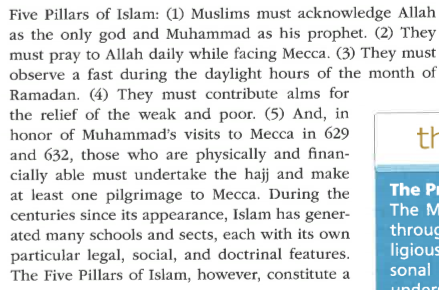 Five Pillars of Islam: (1) Muslims must acknowledge Allah
as the only god and Muhammad as his prophet. (2) They
must pray to Allah daily while facing Mecca. (3) They must
observe a fast during the daylight hours of the month of
Ramadan. (4) They must contribute alms for
the relief of the weak and poor. (5) And, in
honor of Muhammad's visits to Mecca in 629
and 632, those who are physically and finan-
cially able must undertake the hajj and make
at least one pilgrimage to Mecca. During the
centuries since its appearance, Islam has gener-
ated many schools and sects, each with its own
particular legal, social, and doctrinal features.
The Five Pillars of Islam, however, constitute a
th
The Pr
The M
throug
ligious
sonal